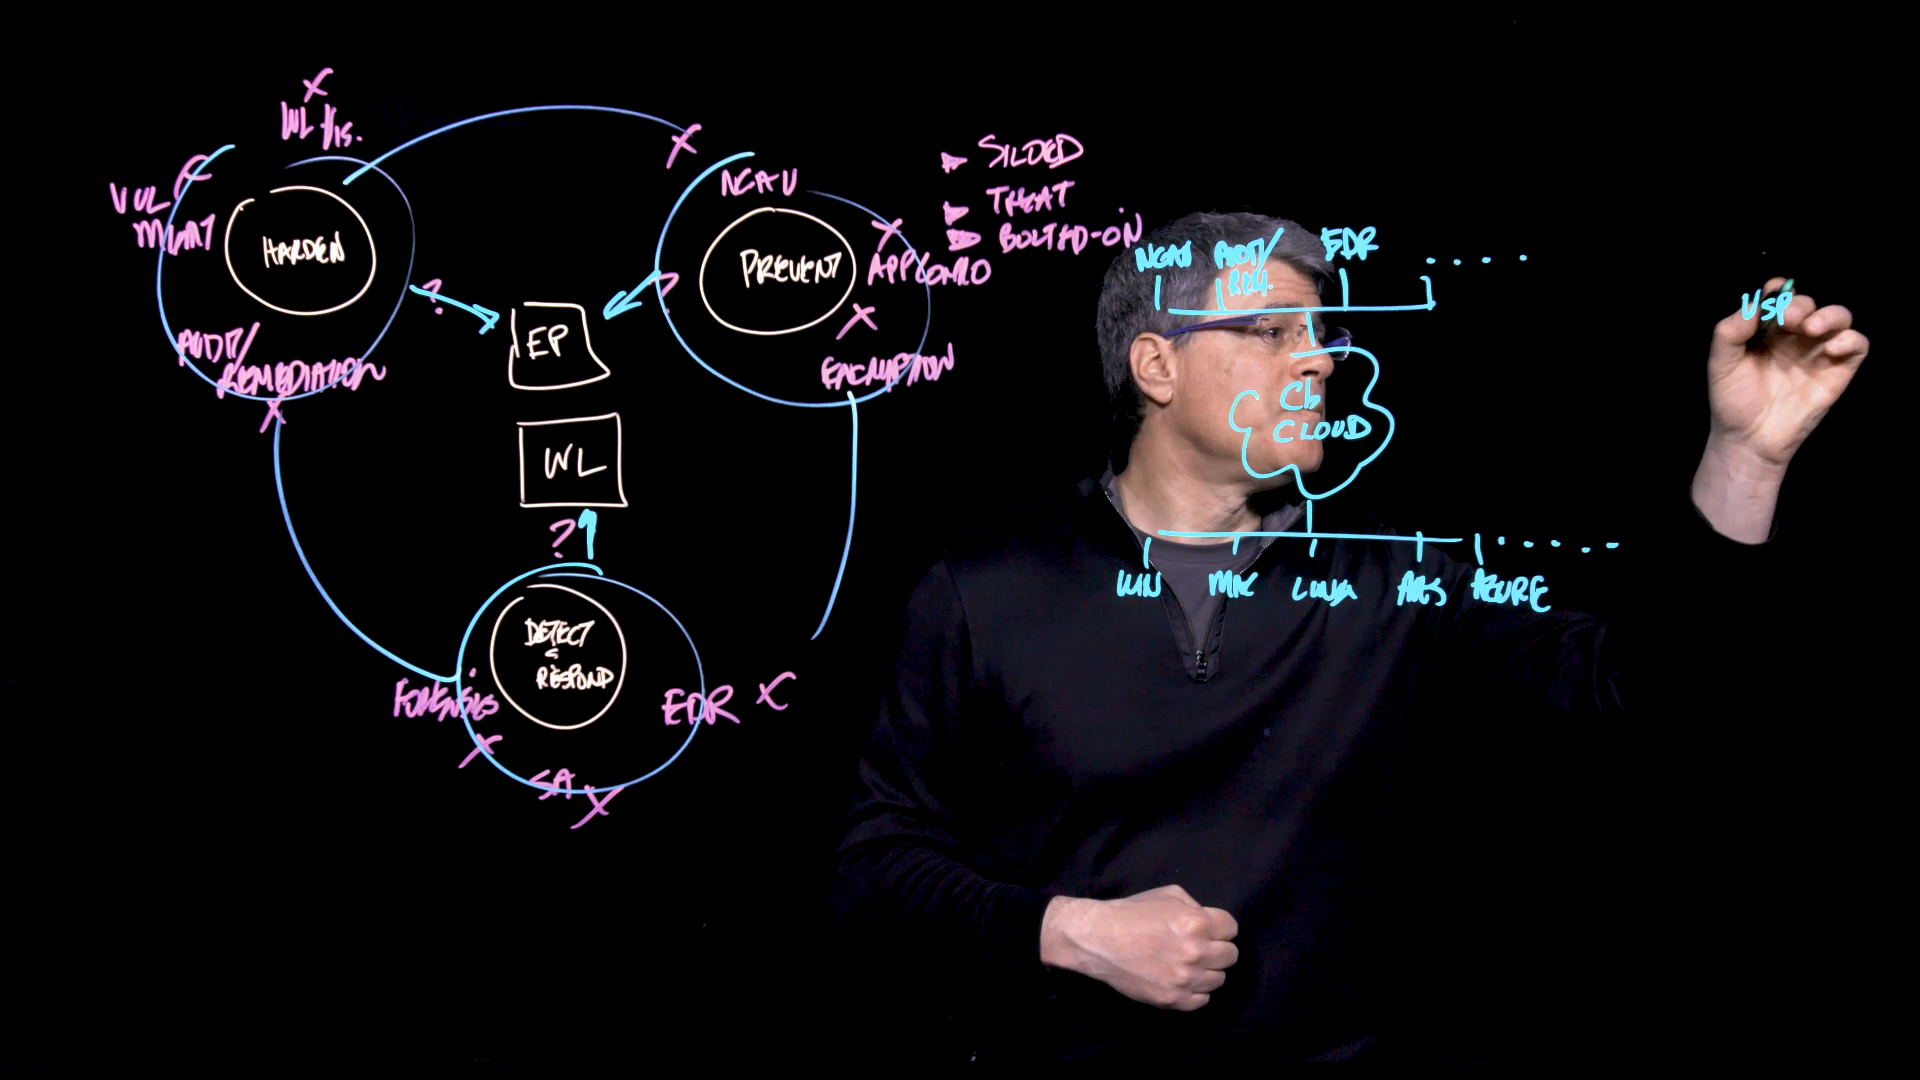 WL VIS.
VUL
MGMT
HARDEN
AUDIT/
REMEDIATION
?
NGAV
PREVENT
APP CONTROL
ENCRYPTION
?
EP
WL
?
DETECT
&
RESPOND
FORENSICS
EDR
SA
SILOED
THEAT
BOLTED-ON
NGAV
AUDIT/
REM.
EDR
Cb
CLOUD
WIN
MAC
LINUX
AWS
AZURE
VSP